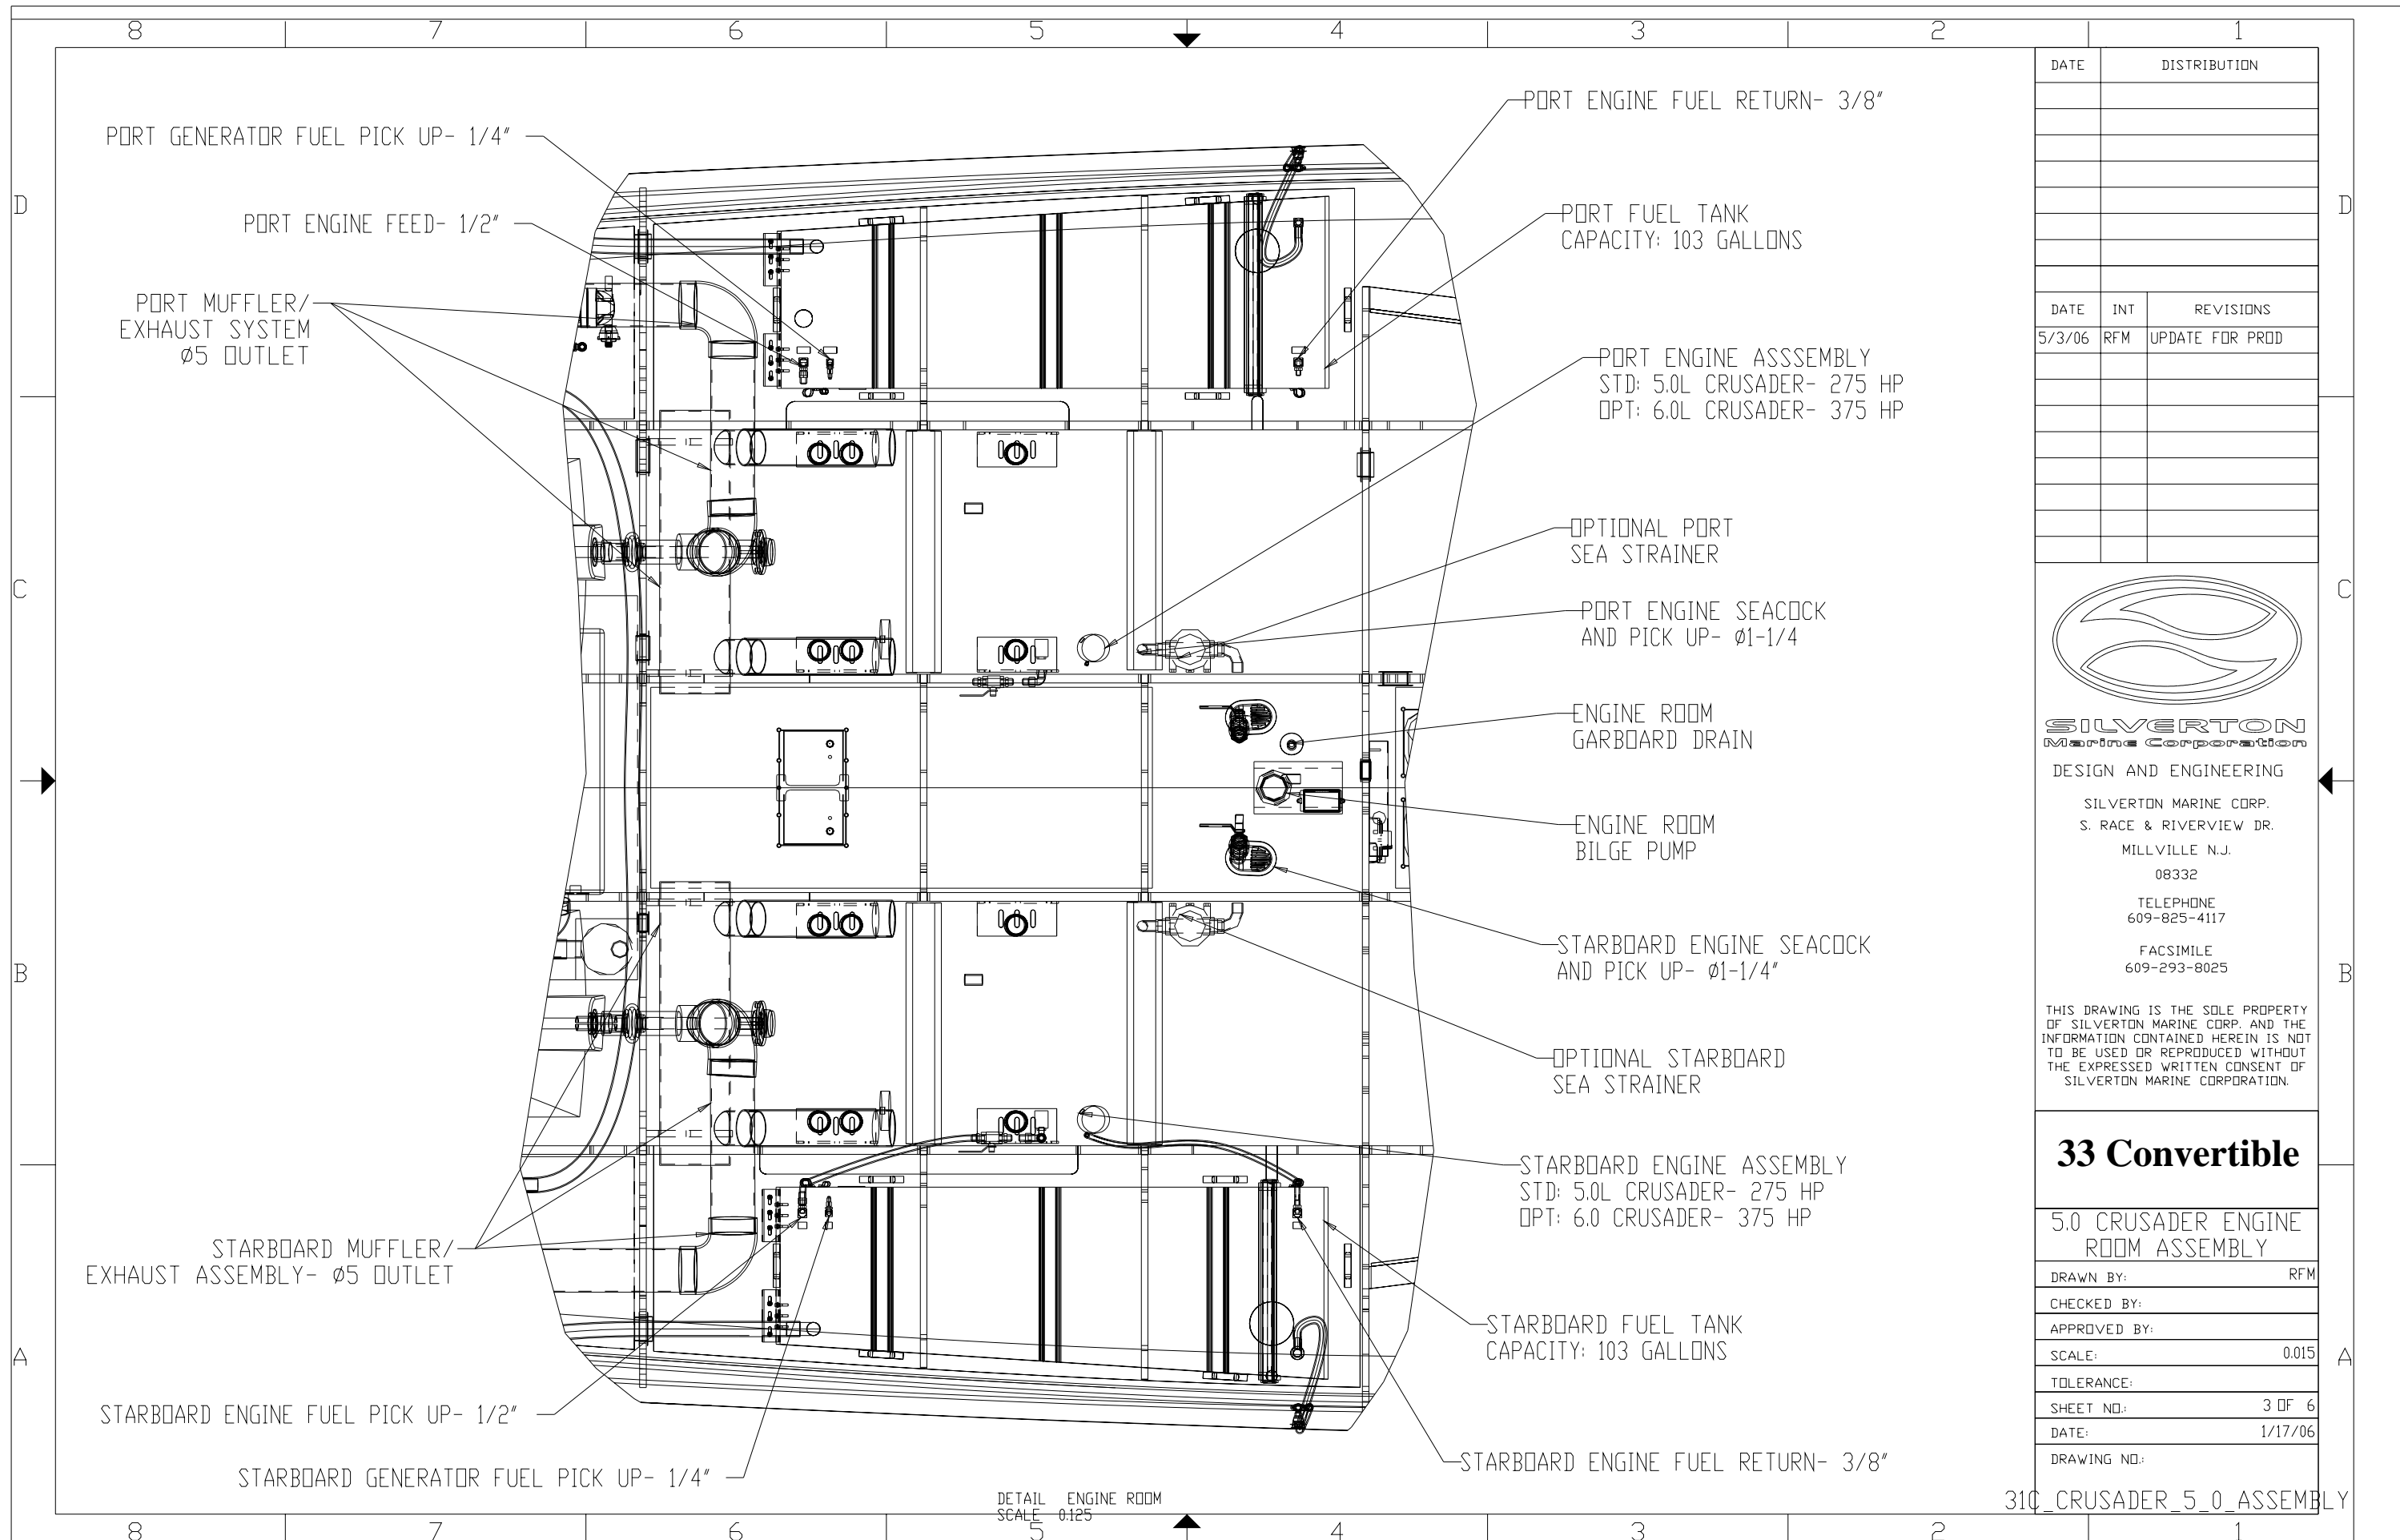 8 7 6 5 4 3 2 1
D
C
B
A
PORT GENERATOR FUEL PICK UP- 1/4"
PORT ENGINE FEED- 1/2"
PORT MUFFLER/
EXHAUST SYSTEM
Ø5 OUTLET
PORT ENGINE FUEL RETURN- 3/8"
PORT FUEL TANK
CAPACITY: 103 GALLONS
PORT ENGINE ASSSEMBLY
STD: 5.0L CRUSADER- 275 HP
OPT: 6.0L CRUSADER- 375 HP
OPTIONAL PORT
SEA STRAINER
PORT ENGINE SEACOCK
AND PICK UP- Ø1-1/4
ENGINE ROOM
GARBOARD DRAIN
ENGINE ROOM
BILGE PUMP
STARBOARD ENGINE SEACOCK
AND PICK UP- Ø1-1/4"
OPTIONAL STARBOARD
SEA STRAINER
STARBOARD ENGINE ASSEMBLY
STD: 5.0L CRUSADER- 275 HP
OPT: 6.0 CRUSADER- 375 HP
STARBOARD MUFFLER/
EXHAUST ASSEMBLY- Ø5 OUTLET
STARBOARD FUEL TANK
CAPACITY: 103 GALLONS
STARBOARD ENGINE FUEL PICK UP- 1/2"
STARBOARD ENGINE FUEL RETURN- 3/8"
STARBOARD GENERATOR FUEL PICK UP- 1/4"
DETAIL ENGINE ROOM
SCALE 0.125
DATE DISTRIBUTION
DATE INT REVISIONS
5/3/06 RFM UPDATE FOR PROD
SILVERTON
Marine Corporation
DESIGN AND ENGINEERING
SILVERTON MARINE CORP.
S. RACE & RIVERVIEW DR.
MILLVILLE N.J.
08332
TELEPHONE
609-825-4117
FACSIMILE
609-293-8025
THIS DRAWING IS THE SOLE PROPERTY
OF SILVERTON MARINE CORP. AND THE
INFORMATION CONTAINED HEREIN IS NOT
TO BE USED OR REPRODUCED WITHOUT
THE EXPRESSED WRITTEN CONSENT OF
SILVERTON MARINE CORPORATION.
33 Convertible
5.0 CRUSADER ENGINE
ROOM ASSEMBLY
DRAWN BY: RFM
CHECKED BY:
APPROVED BY:
SCALE: 0.015
TOLERANCE:
SHEET NO.: 3 OF 6
DATE: 1/17/06
DRAWING NO.:
31C_CRUSADER_5_0_ASSEMBLY
D
C
B
A
8 7 6 5 4 3 2 1